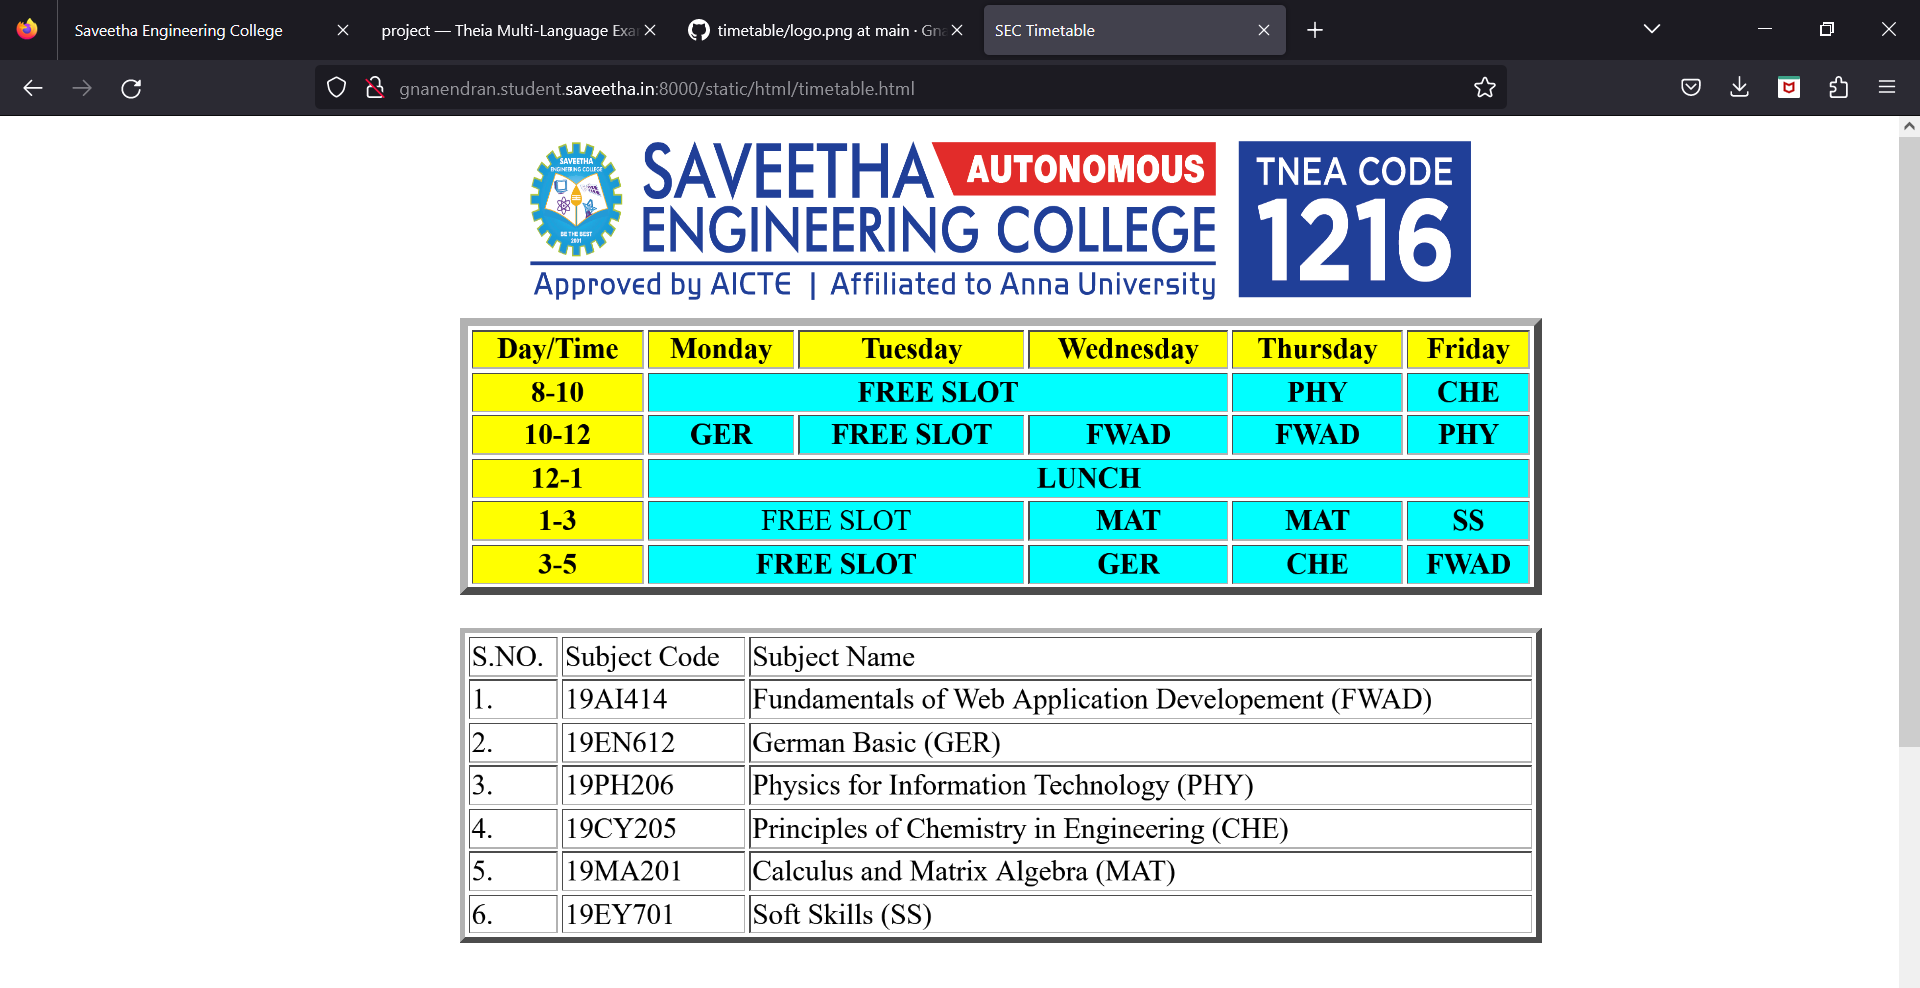 Saveetha Engineering College
project — Theia Multi-Language Exa
timetable/logo.png at main · Gna
SEC Timetable
gnanendran.student.saveetha.in:8000/static/html/timetable.html
SAVEETHA
ENGINEERING COLLEGE
BE THE BEST
2001
SAVEETHA AUTONOMOUS
ENGINEERING COLLEGE
Approved by AICTE | Affiliated to Anna University
TNEA CODE
1216
Day/Time Monday Tuesday Wednesday Thursday Friday
8-10 FREE SLOT PHY CHE
10-12 GER FREE SLOT FWAD FWAD PHY
12-1 LUNCH
1-3 FREE SLOT MAT MAT SS
3-5 FREE SLOT GER CHE FWAD
S.NO. Subject Code Subject Name
1. 19AI414 Fundamentals of Web Application Developement (FWAD)
2. 19EN612 German Basic (GER)
3. 19PH206 Physics for Information Technology (PHY)
4. 19CY205 Principles of Chemistry in Engineering (CHE)
5. 19MA201 Calculus and Matrix Algebra (MAT)
6. 19EY701 Soft Skills (SS)